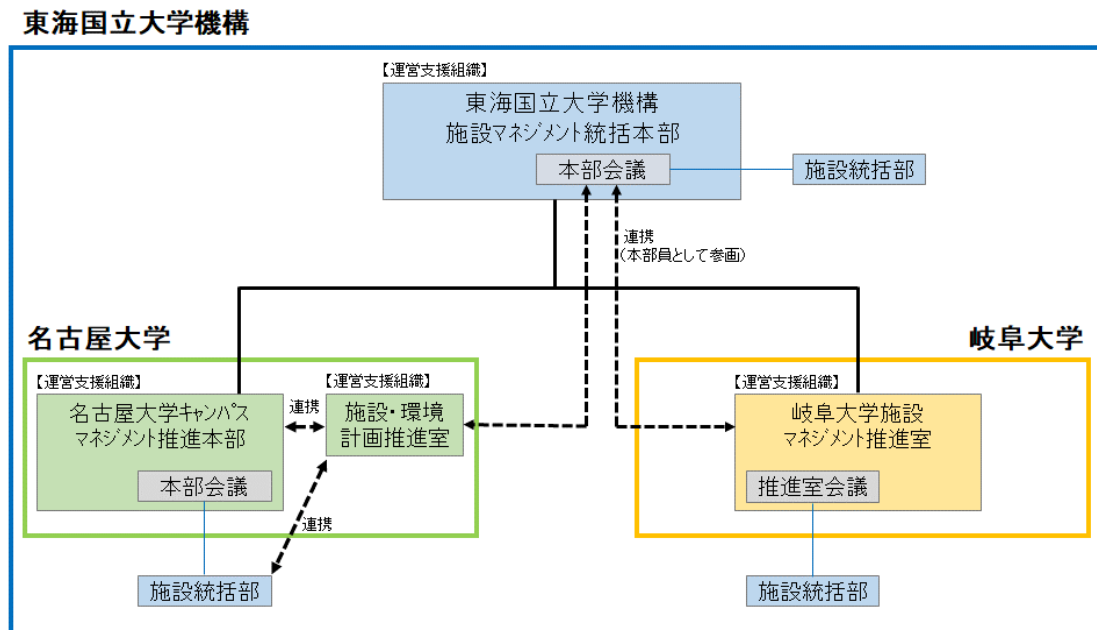 東海国立大学機構
【運営支援組織】
東海国立大学機構
施設マネジメント統括本部
本部会議
施設統括部
連携
(本部員として参画)
名古屋大学
岐阜大学
【運営支援組織】
名古屋大学キャンパス
マネジメント推進本部
本部会議
連携
【運営支援組織】
施設・環境
計画推進室
連携
施設統括部
【運営支援組織】
岐阜大学施設
マネジメント推進室
推進室会議
施設統括部